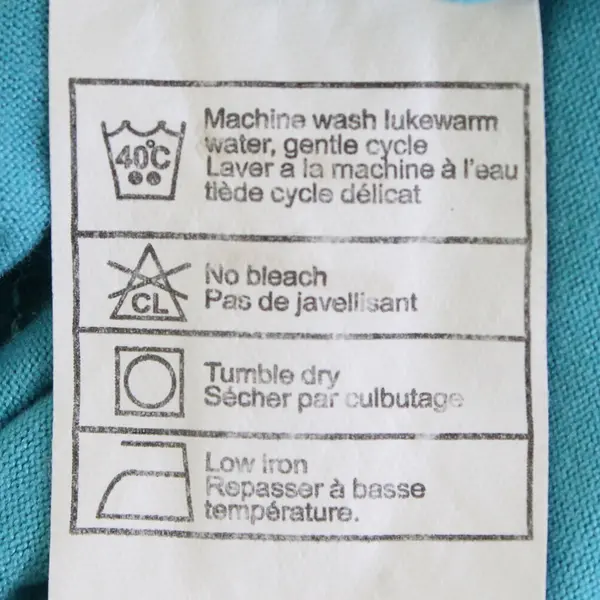 40°C
Machine wash lukewarm
water, gentle cycle
Laver a la machine à l'eau
tiède cycle délicat
CL
No bleach
Pas de javellisant
Tumble dry
Sécher par culbutage
Low iron
Repasser à basse
température.